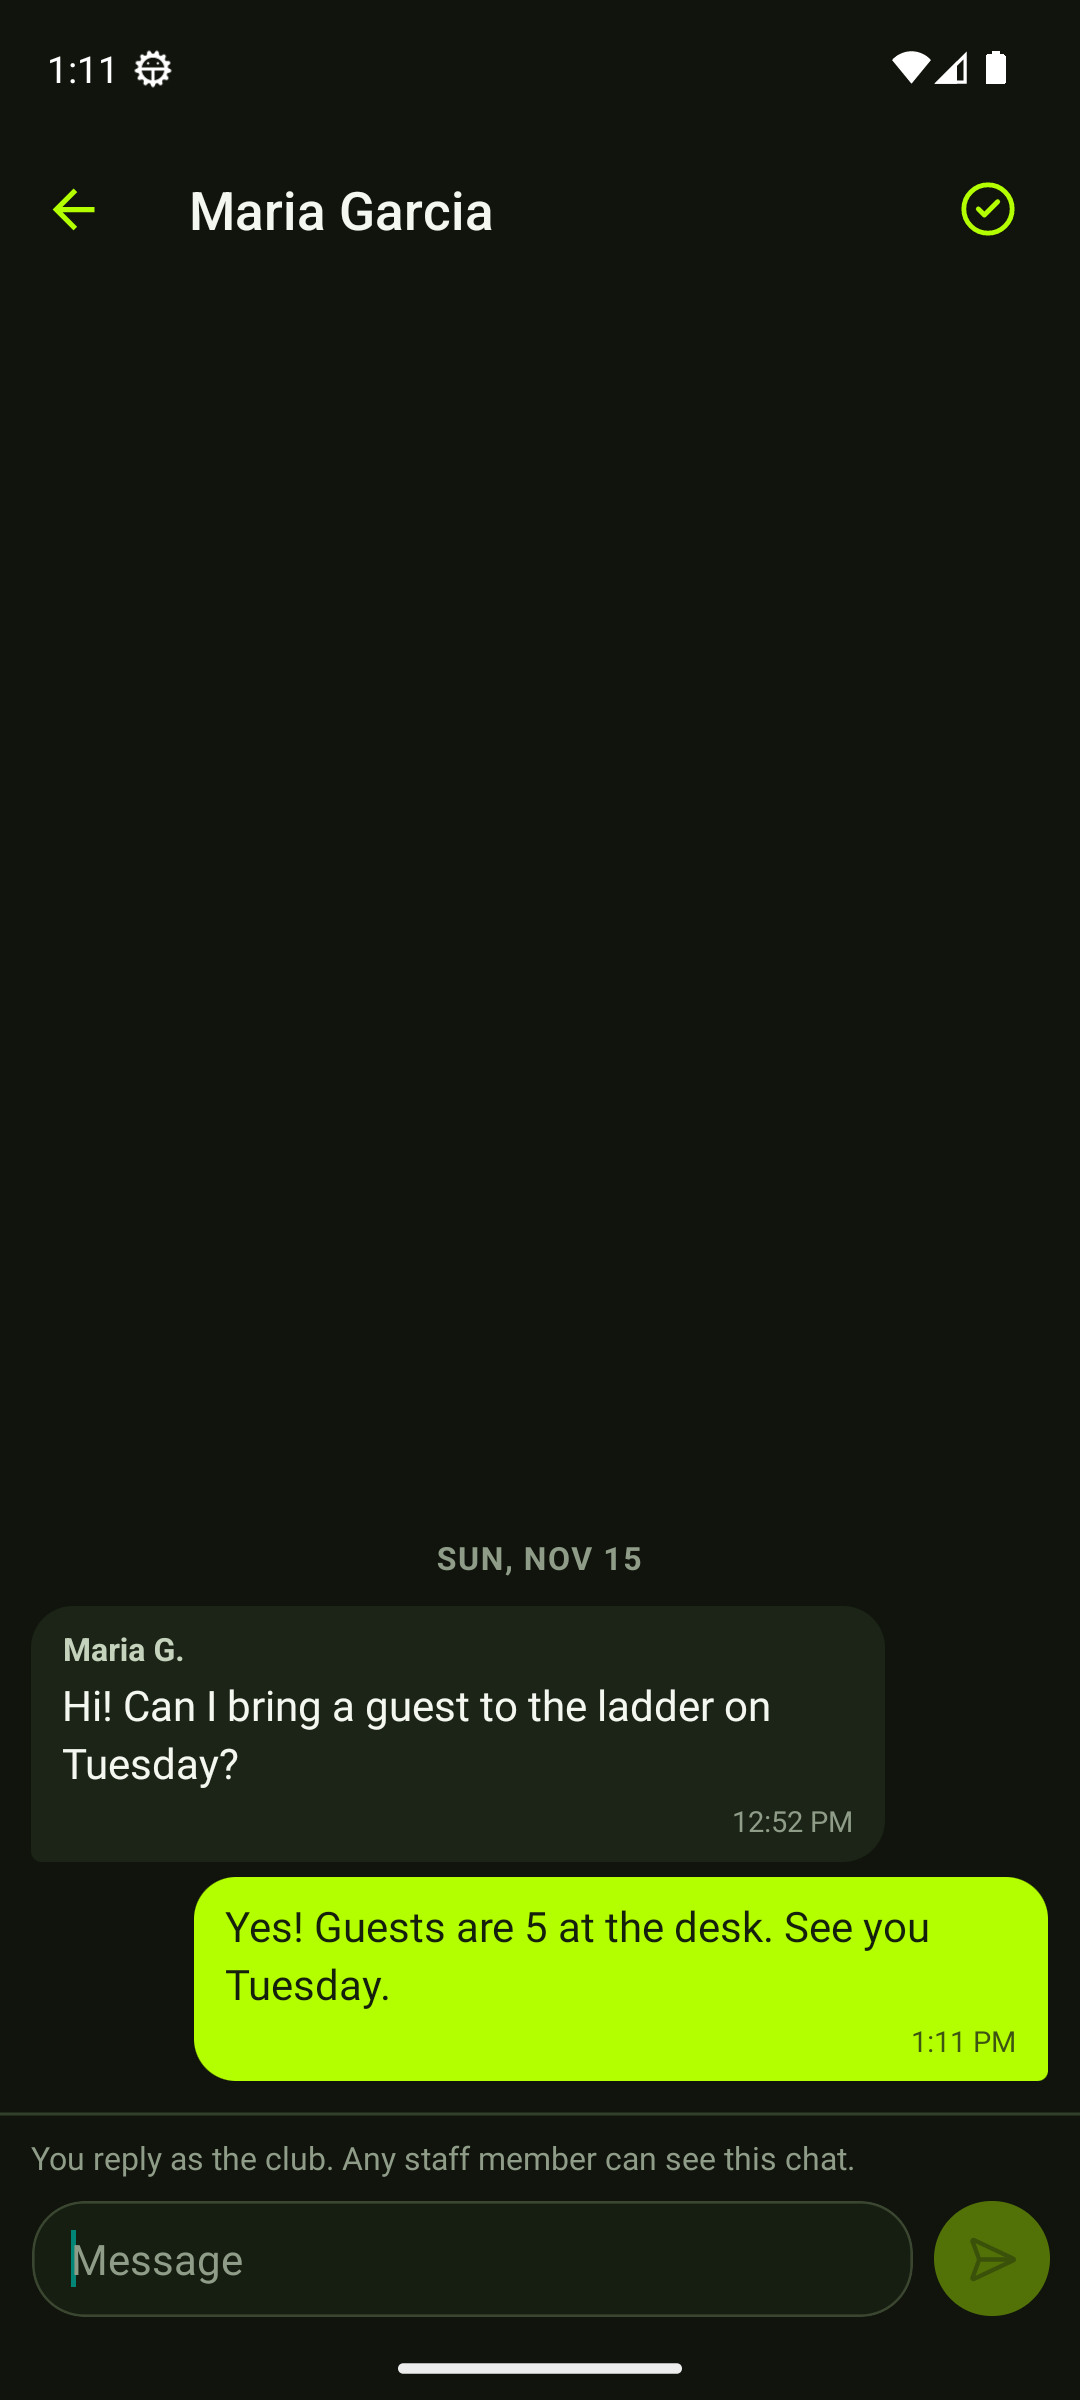 1:11
Maria Garcia
SUN, NOV 15
Maria G.
Hi! Can I bring a guest to the ladder on
Tuesday?
12:52 PM
Yes! Guests are 5 at the desk. See you
Tuesday.
1:11 PM
You reply as the club. Any staff member can see this chat.
Message